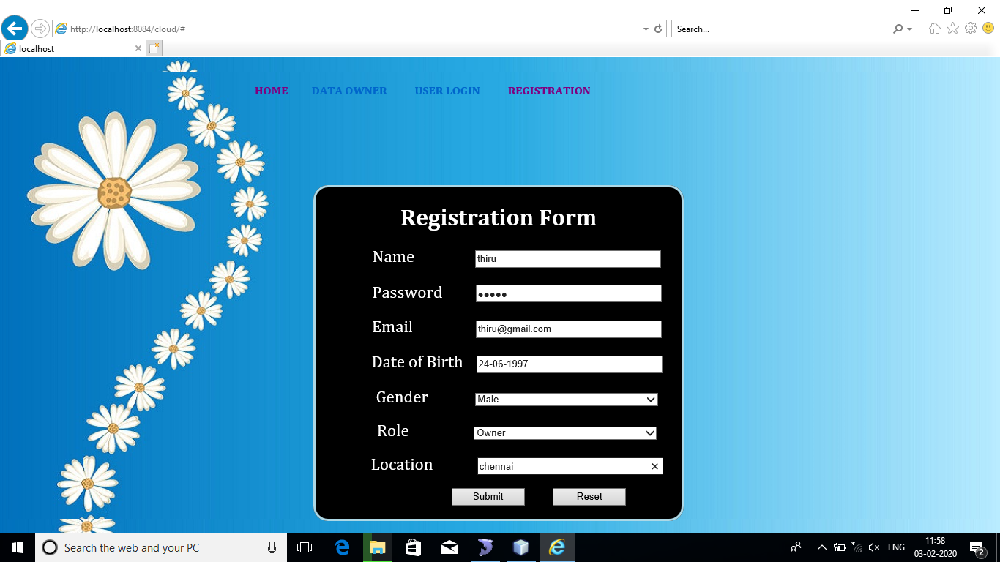 http://localhost:8084/cloud/#
Search...
localhost
HOME DATA OWNER USER LOGIN REGISTRATION
Registration Form
Name thiru
Password •••••
Email thiru@gmail.com
Date of Birth 24-06-1997
Gender Male
Role Owner
Location chennai
Submit Reset
Search the web and your PC
ENG
11:58
03-02-2020
2